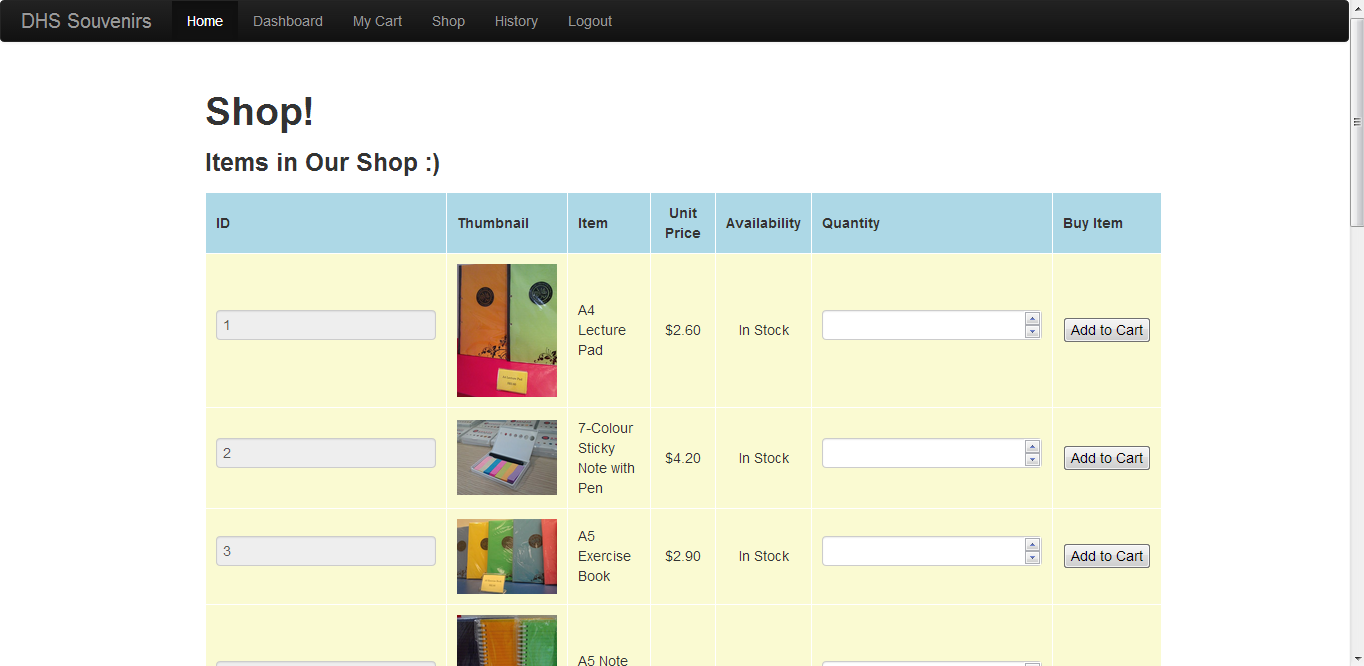 DHS Souvenirs Home Dashboard My Cart Shop History Logout
Shop!
Items in Our Shop :)
ID Thumbnail Item Unit Price Availability Quantity Buy Item
1 A4 Lecture Pad $2.60 In Stock Add to Cart
2 7-Colour Sticky Note with Pen $4.20 In Stock Add to Cart
3 A5 Exercise Book $2.90 In Stock Add to Cart
A5 Note